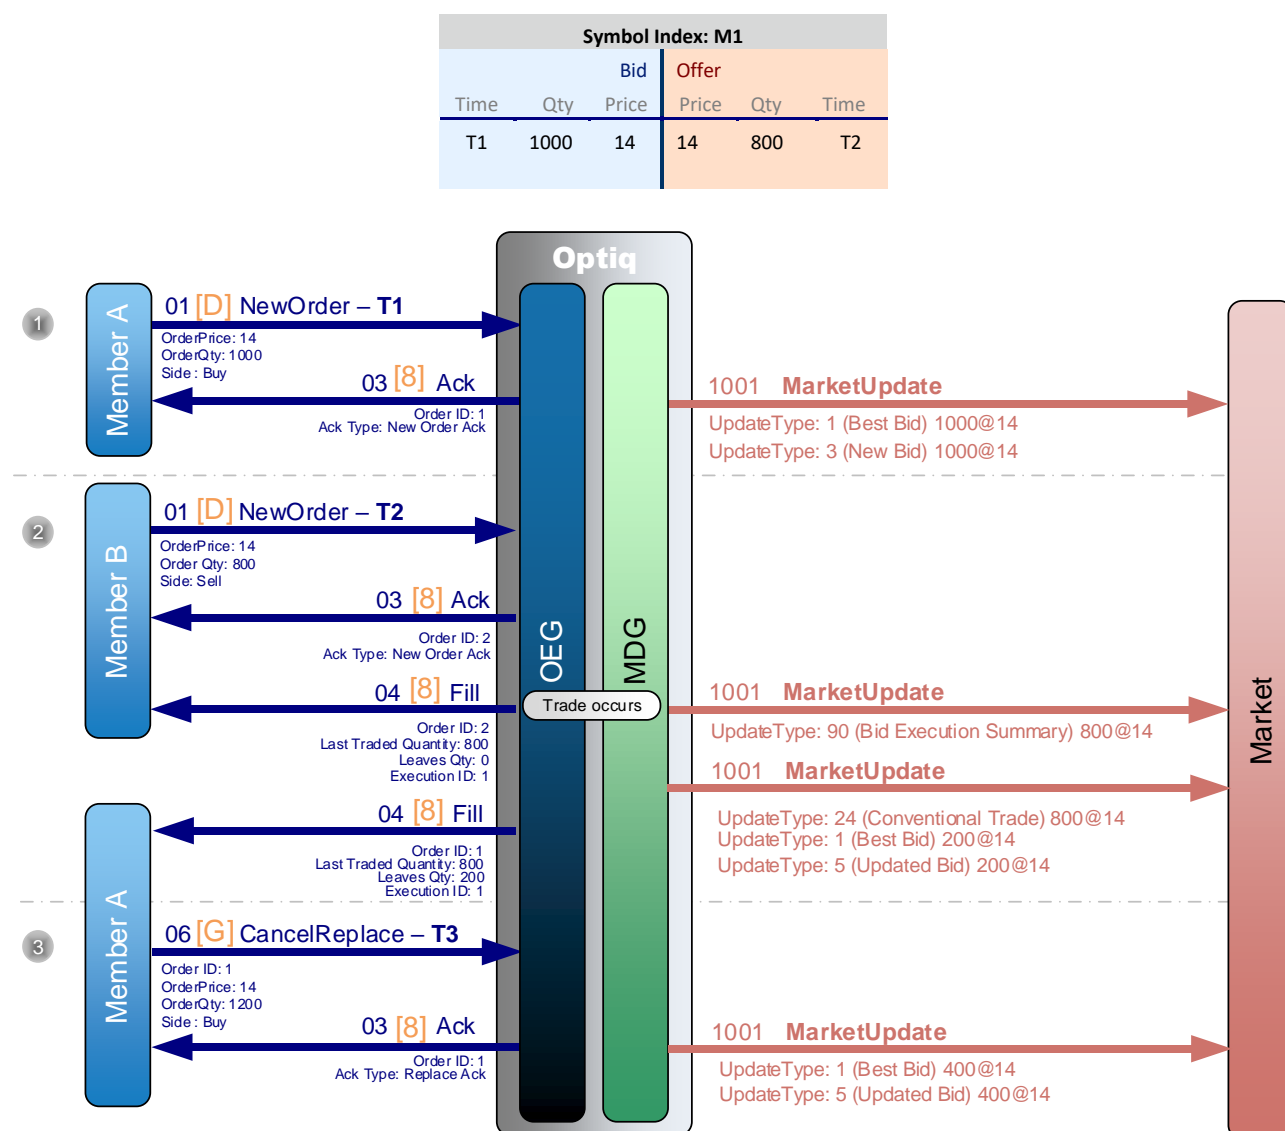 Symbol Index: M1
Bid Offer
Time Qty Price Price Qty Time
T1 1000 14 14 800 T2
Optiq
OEG
MDG
Market
1
Member A
01 [D] NewOrder – T1
OrderPrice: 14
OrderQty: 1000
Side : Buy
03 [8] Ack
Order ID: 1
Ack Type: New Order Ack
1001 MarketUpdate
UpdateType: 1 (Best Bid) 1000@14
UpdateType: 3 (New Bid) 1000@14
2
Member B
01 [D] NewOrder – T2
OrderPrice: 14
Order Qty: 800
Side: Sell
03 [8] Ack
Order ID: 2
Ack Type: New Order Ack
04 [8] Fill
Trade occurs
Order ID: 2
Last Traded Quantity: 800
Leaves Qty: 0
Execution ID: 1
1001 MarketUpdate
UpdateType: 90 (Bid Execution Summary) 800@14
1001 MarketUpdate
UpdateType: 24 (Conventional Trade) 800@14
UpdateType: 1 (Best Bid) 200@14
UpdateType: 5 (Updated Bid) 200@14
Member A
04 [8] Fill
Order ID: 1
Last Traded Quantity: 800
Leaves Qty: 200
Execution ID: 1
3
06 [G] CancelReplace – T3
Order ID: 1
OrderPrice: 14
OrderQty: 1200
Side : Buy
03 [8] Ack
Order ID: 1
Ack Type: Replace Ack
1001 MarketUpdate
UpdateType: 1 (Best Bid) 400@14
UpdateType: 5 (Updated Bid) 400@14